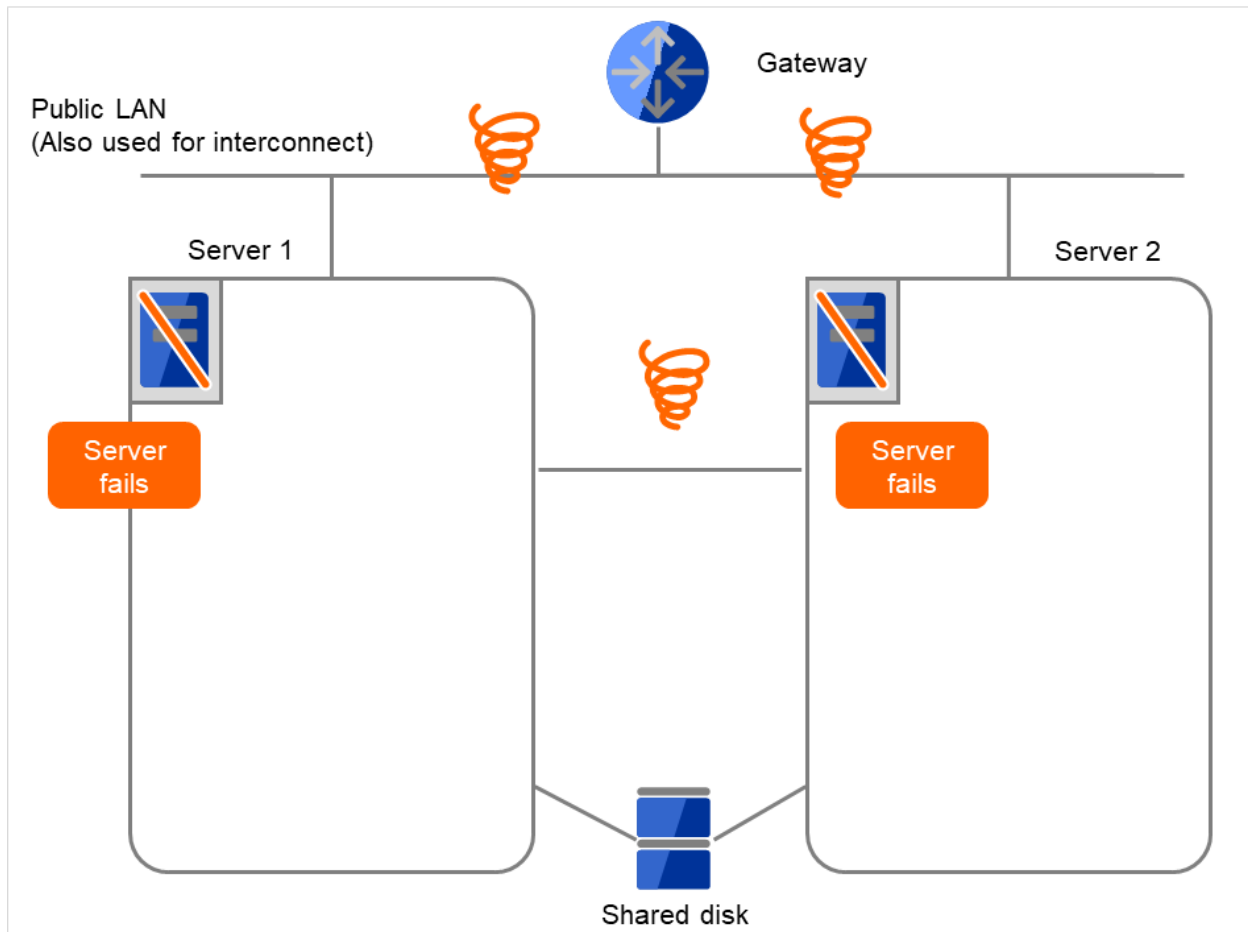 Gateway
Public LAN
(Also used for interconnect)
Server 1
Server 2
Server
fails
Server
fails
Shared disk